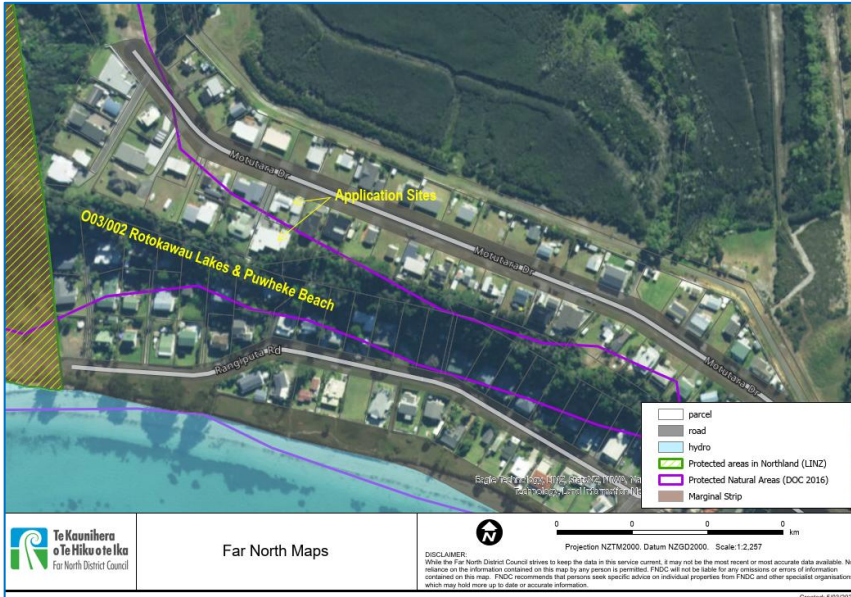 Motutara Dr
Application Sites
O03/002 Rotokawau Lakes & Puwheke Beach
Motutara Dr
Rangiputa Rd
Motutara Dr
parcel
road
hydro
Protected areas in Northland (LINZ)
Protected Natural Areas (DOC 2016)
Marginal Strip
Te Kaunihera
o Te Hiku o te Ika
Far North District Council
Far North Maps
N
0 0 0 0
km
Projection NZTM2000. Datum NZGD2000. Scale:1:2,257
DISCLAIMER:
While the Far North District Council strives to keep the data in this service current, it may not be the most recent or most accurate data available. No
reliance on the information contained on this map by any person is permitted. FNDC will not be liable for any omissions or errors of information
contained on this map. FNDC recommends that persons seek specific advice on individual properties from FNDC and other specialist organisations
which may hold more up to date or accurate information.